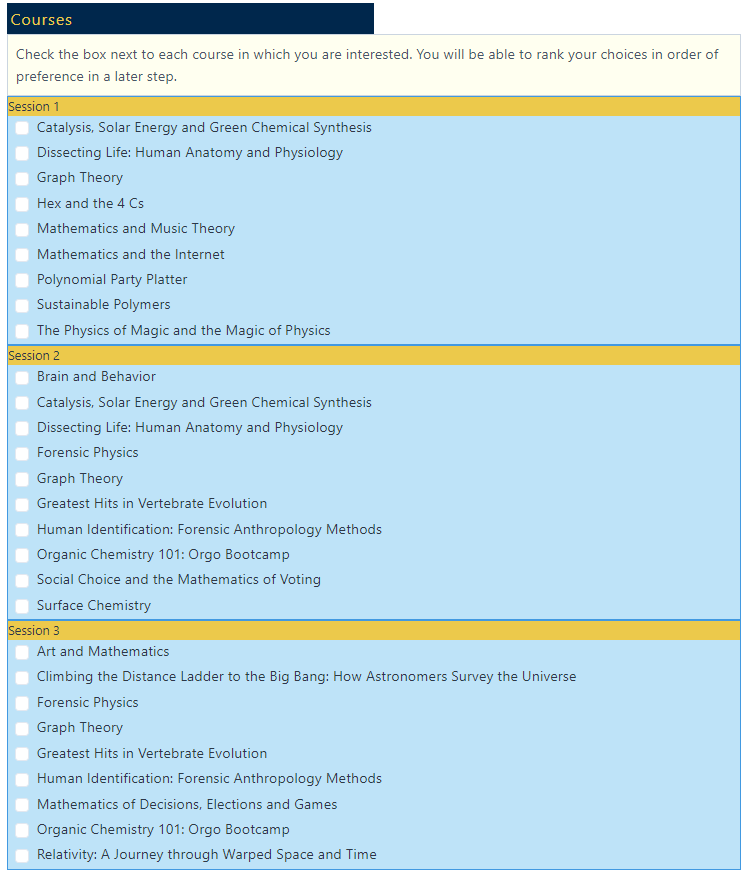 Courses
Check the box next to each course in which you are interested. You will be able to rank your choices in order of
preference in a later step.
Session 1
Catalysis, Solar Energy and Green Chemical Synthesis
Dissecting Life: Human Anatomy and Physiology
Graph Theory
Hex and the 4 Cs
Mathematics and Music Theory
Mathematics and the Internet
Polynomial Party Platter
Sustainable Polymers
The Physics of Magic and the Magic of Physics
Session 2
Brain and Behavior
Catalysis, Solar Energy and Green Chemical Synthesis
Dissecting Life: Human Anatomy and Physiology
Forensic Physics
Graph Theory
Greatest Hits in Vertebrate Evolution
Human Identification: Forensic Anthropology Methods
Organic Chemistry 101: Orgo Bootcamp
Social Choice and the Mathematics of Voting
Surface Chemistry
Session 3
Art and Mathematics
Climbing the Distance Ladder to the Big Bang: How Astronomers Survey the Universe
Forensic Physics
Graph Theory
Greatest Hits in Vertebrate Evolution
Human Identification: Forensic Anthropology Methods
Mathematics of Decisions, Elections and Games
Organic Chemistry 101: Orgo Bootcamp
Relativity: A Journey through Warped Space and Time